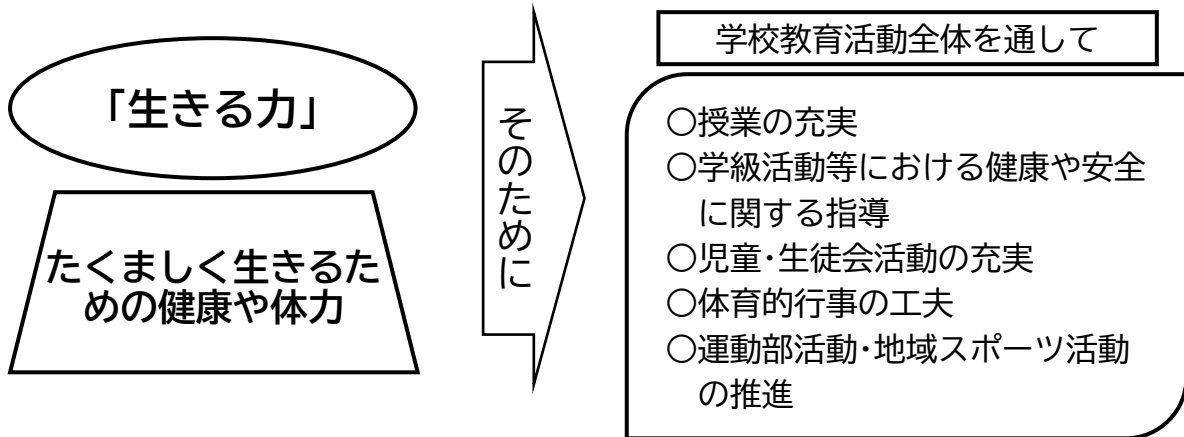 「生きる力」
たくましく生きるた
めの健康や体力
そのために
学校教育活動全体を通して
○授業の充実
○学級活動等における健康や安全
に関する指導
○児童・生徒会活動の充実
○体育的行事の工夫
○運動部活動・地域スポーツ活動
の推進